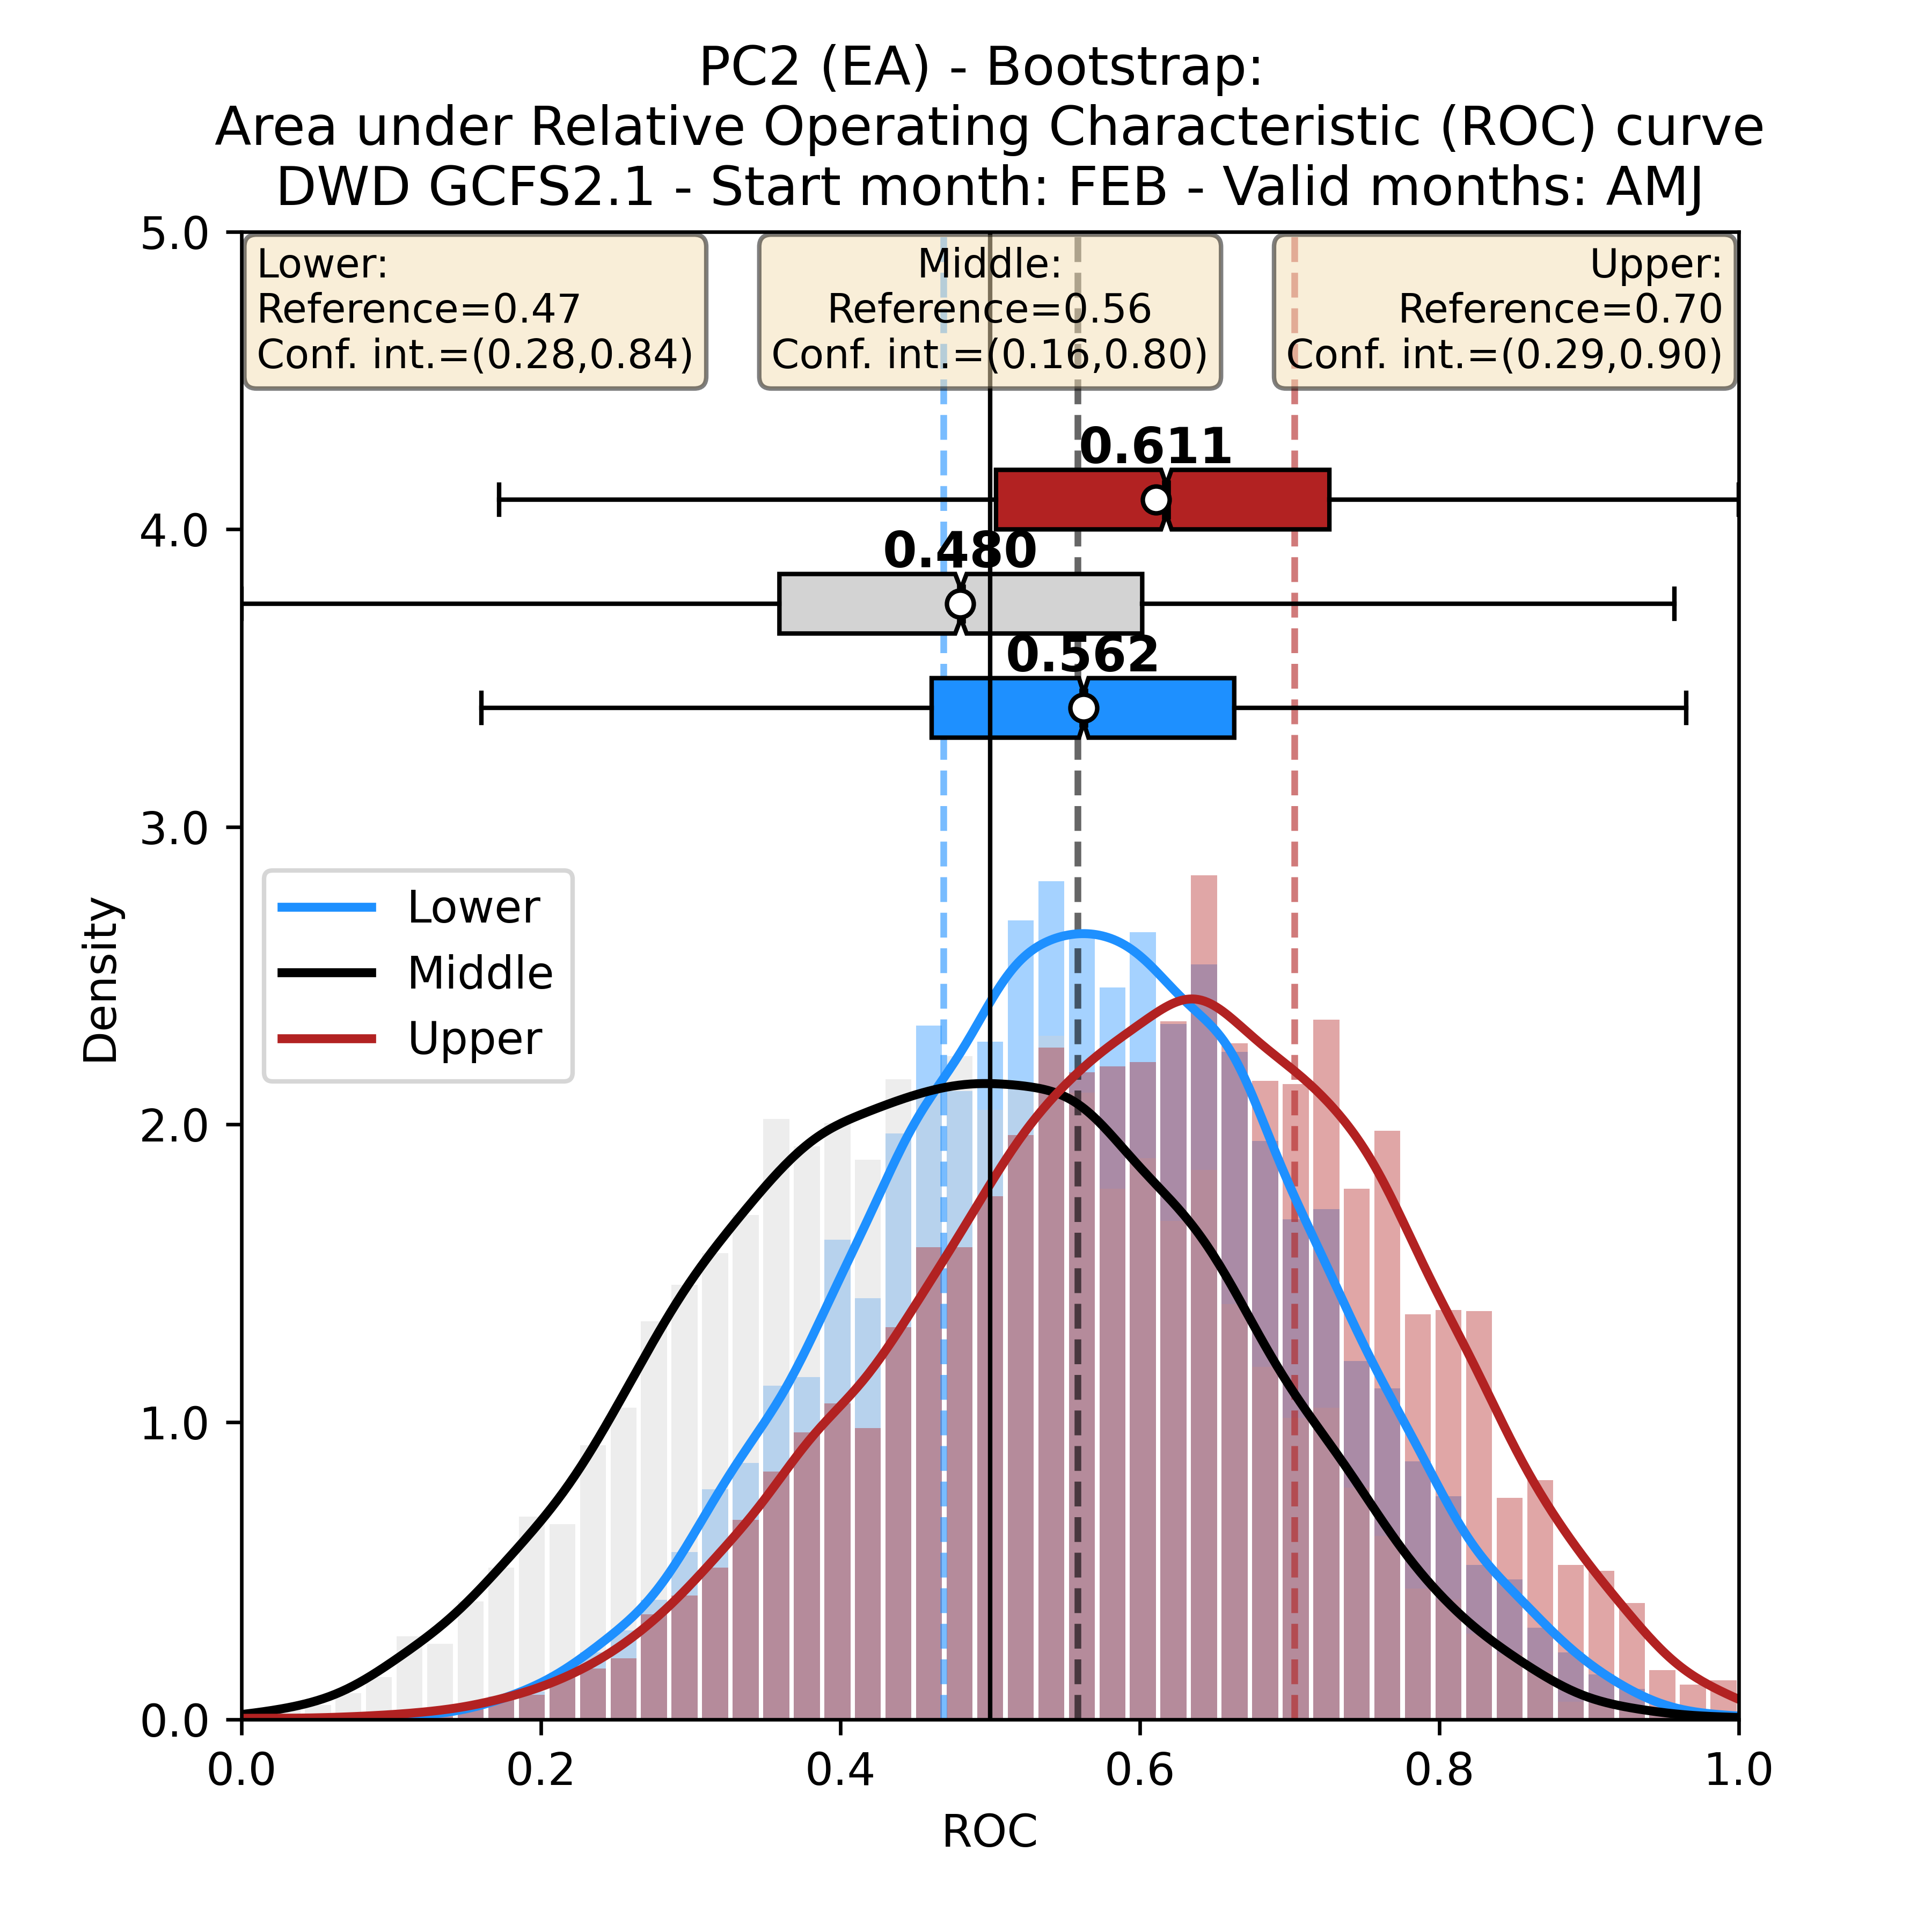 PC2 (EA) - Bootstrap:
Area under Relative Operating Characteristic (ROC) curve
DWD GCFS2.1 - Start month: FEB - Valid months: AMJ
Lower:
Reference=0.47
Conf. int.=(0.28,0.84)
Middle:
Reference=0.56
Conf. int.=(0.16,0.80)
Upper:
Reference=0.70
Conf. int.=(0.29,0.90)
0.611
0.480
0.562
5.0
4.0
3.0
2.0
1.0
0.0
Density
Lower
Middle
Upper
0.0
0.2
0.4
0.6
0.8
1.0
ROC